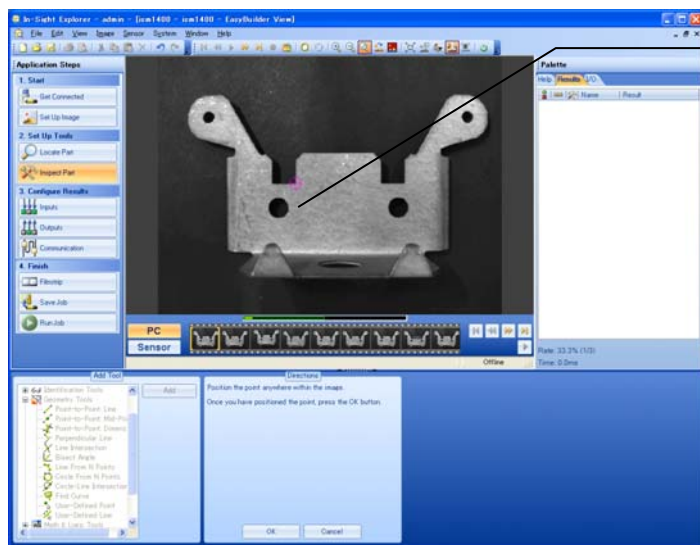 In-Sight Explorer - admin - [ism1400 - ism1400 - EasyBuilder View]
File Edit View Image Sensor System Window Help
Application Steps
1. Start
Get Connected
Set Up Image
2. Set Up Tools
Locate Part
Inspect Part
3. Configure Results
Inputs
Outputs
Communication
4. Finish
Filmstrip
Save Job
Run Job
PC
Sensor
Offline
Palette
Help Results I/O
Name Result
Rate: 33.3% (1/3)
Time: 0.0ms
Add Tool
Identification Tools
Geometry Tools
Point-to-Point Line
Point-to-Point Mid-Poi
Point-to-Point Dimens
Perpendicular Line
Line Intersection
Bisect Angle
Line From N Points
Circle From N Points
Circle-Line Intersection
Find Curve
User-Defined Point
User-Defined Line
Math & Logic Tools
Add
Directions
Position the point anywhere within the image.
Once you have positioned the point, press the OK button.
OK Cancel